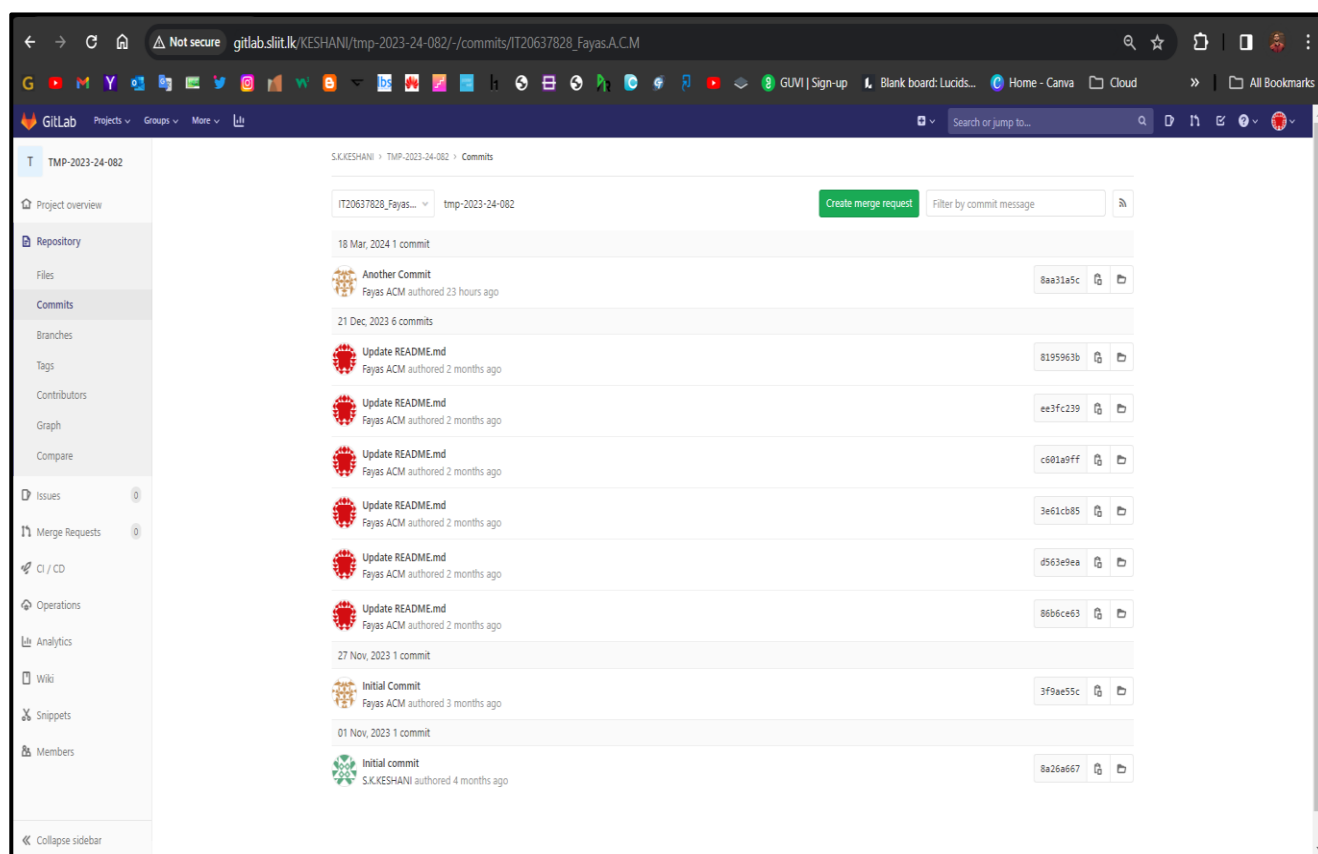 Not secure gitlab.sliit.lk/KESHANI/tmp-2023-24-082/-/commits/IT20637828_Fayas.A.C.M
GUVI | Sign-up Blank board: Lucids... Home - Canva Cloud » All Bookmarks
GitLab Projects Groups More Search or jump to...
T TMP-2023-24-082
S.K.KESHANI > TMP-2023-24-082 > Commits
Project overview
IT20637828_Fayas... tmp-2023-24-082 Create merge request Filter by commit message
Repository
18 Mar, 2024 1 commit
Files
Another Commit
8aa31a5c
Fayas ACM authored 23 hours ago
Commits
21 Dec, 2023 6 commits
Branches
Update README.md
8195963b
Fayas ACM authored 2 months ago
Tags
Contributors
Update README.md
ee3fc239
Fayas ACM authored 2 months ago
Graph
Compare
Update README.md
c601a9ff
Fayas ACM authored 2 months ago
Issues 0
Update README.md
3e61cb85
Fayas ACM authored 2 months ago
Merge Requests 0
Update README.md
d563e9ea
Fayas ACM authored 2 months ago
CI / CD
Operations
Update README.md
86b6ce63
Fayas ACM authored 2 months ago
Analytics
27 Nov, 2023 1 commit
Wiki
Initial Commit
3f9ae55c
Fayas ACM authored 3 months ago
Snippets
01 Nov, 2023 1 commit
Members
Initial commit
8a26a667
S.K.KESHANI authored 4 months ago
Collapse sidebar